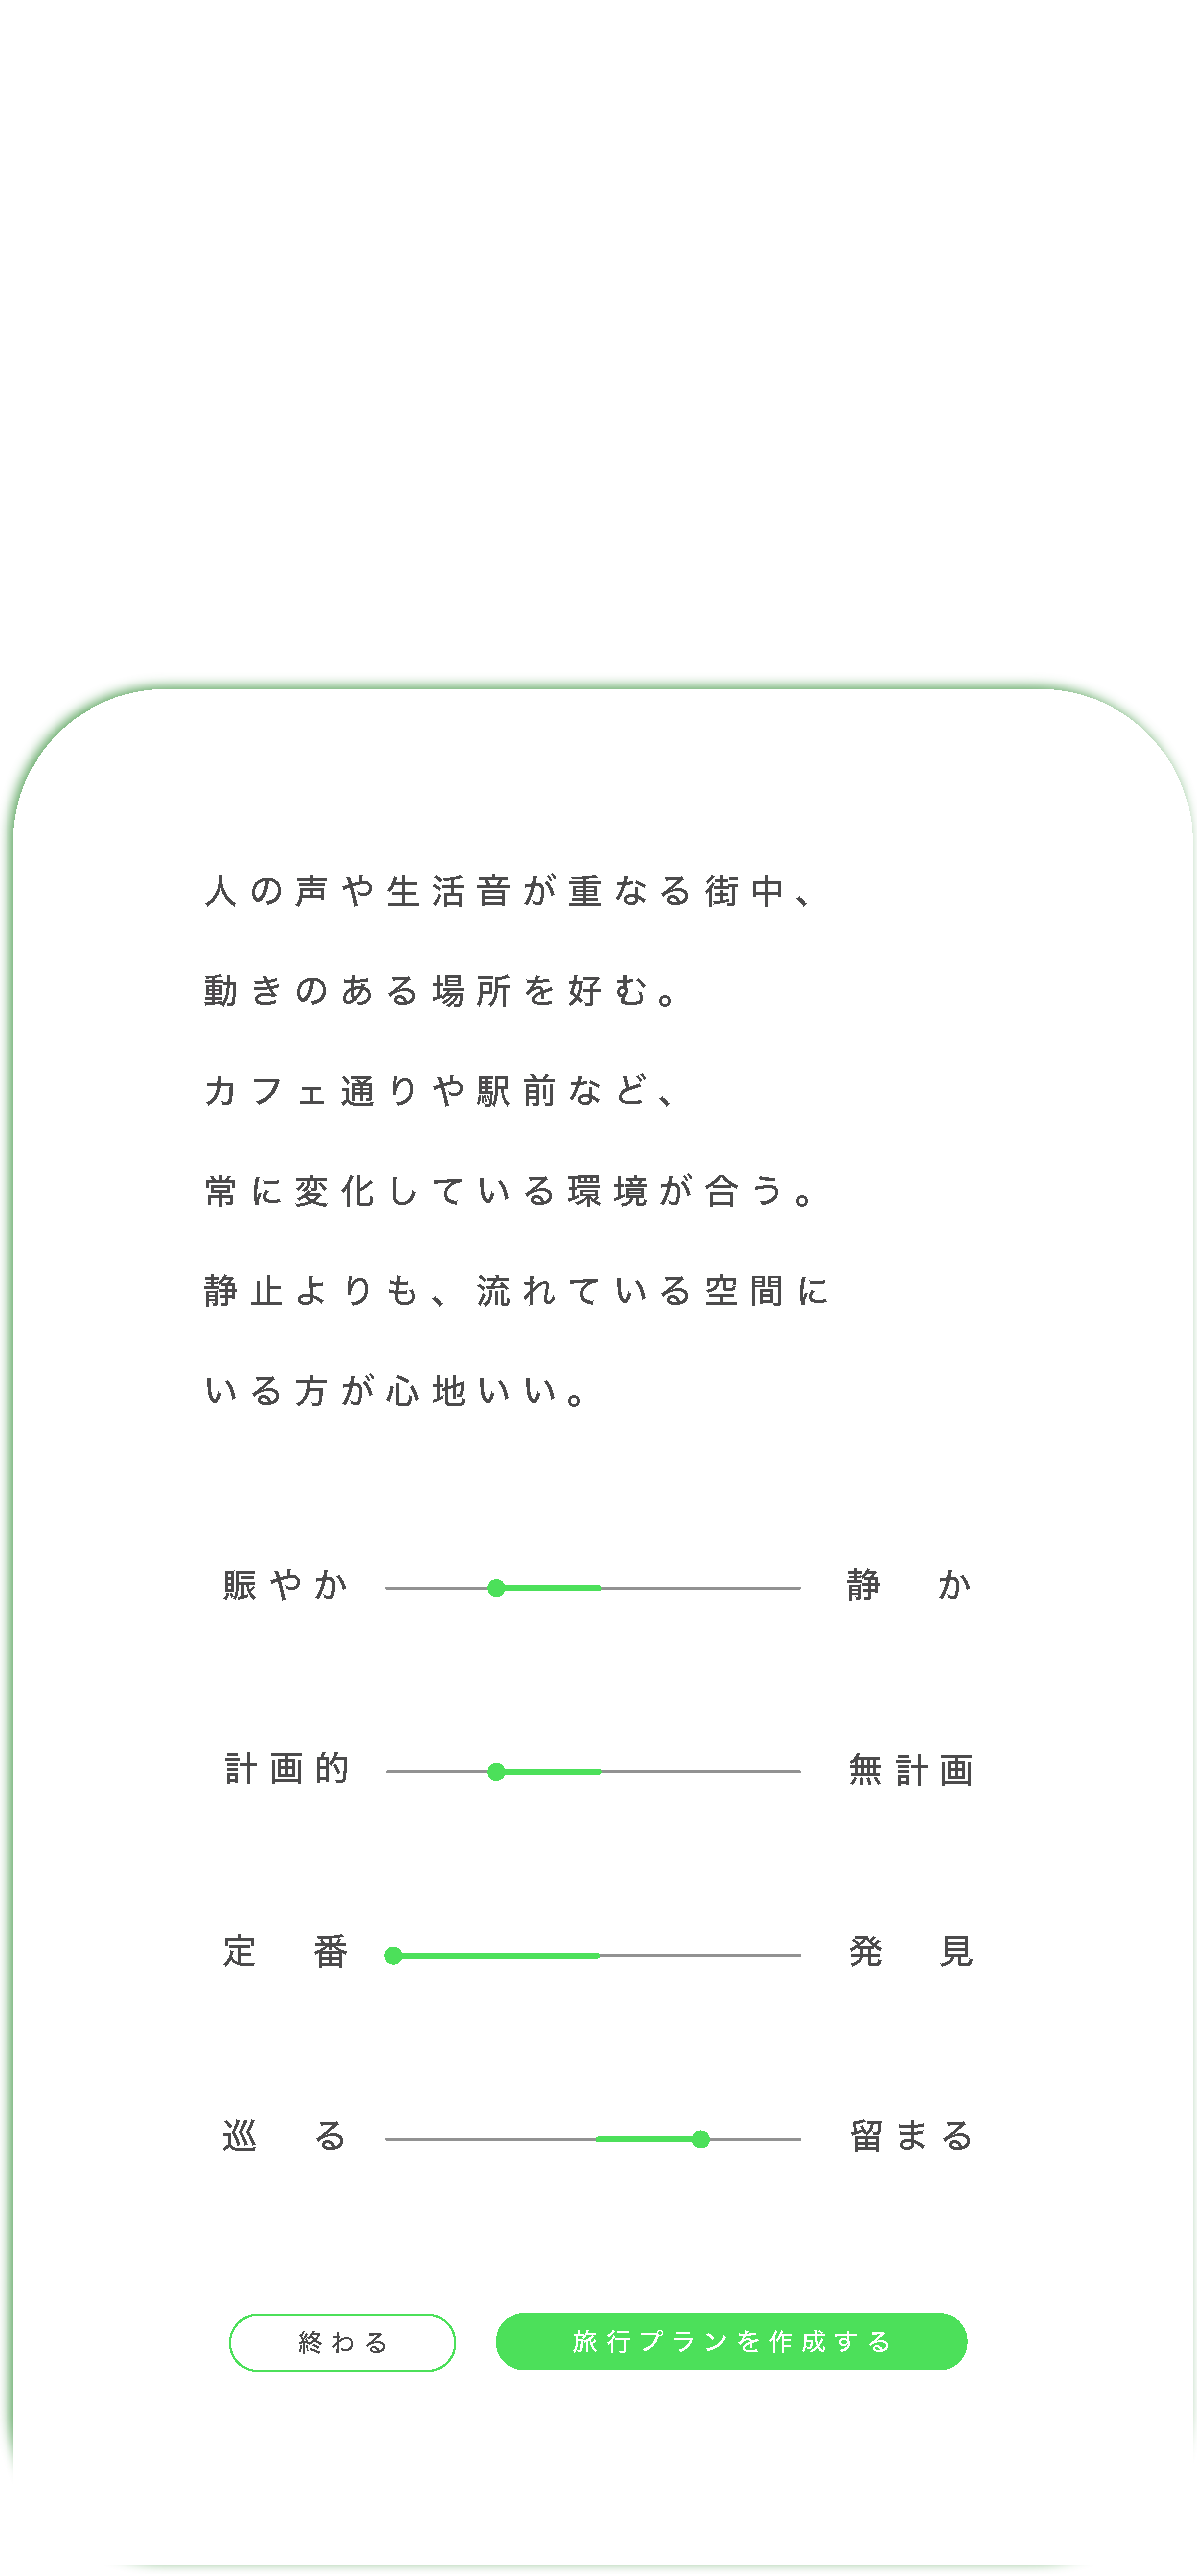 人の声や生活音が重なる街中、
動きのある場所を好む。
カフェ通りや駅前など、
常に変化している環境が合う。
静止よりも、流れている空間に
いる方が心地いい。
賑やか 静か
計画的 無計画
定番 発見
巡る 留まる
終わる 旅行プランを作成する